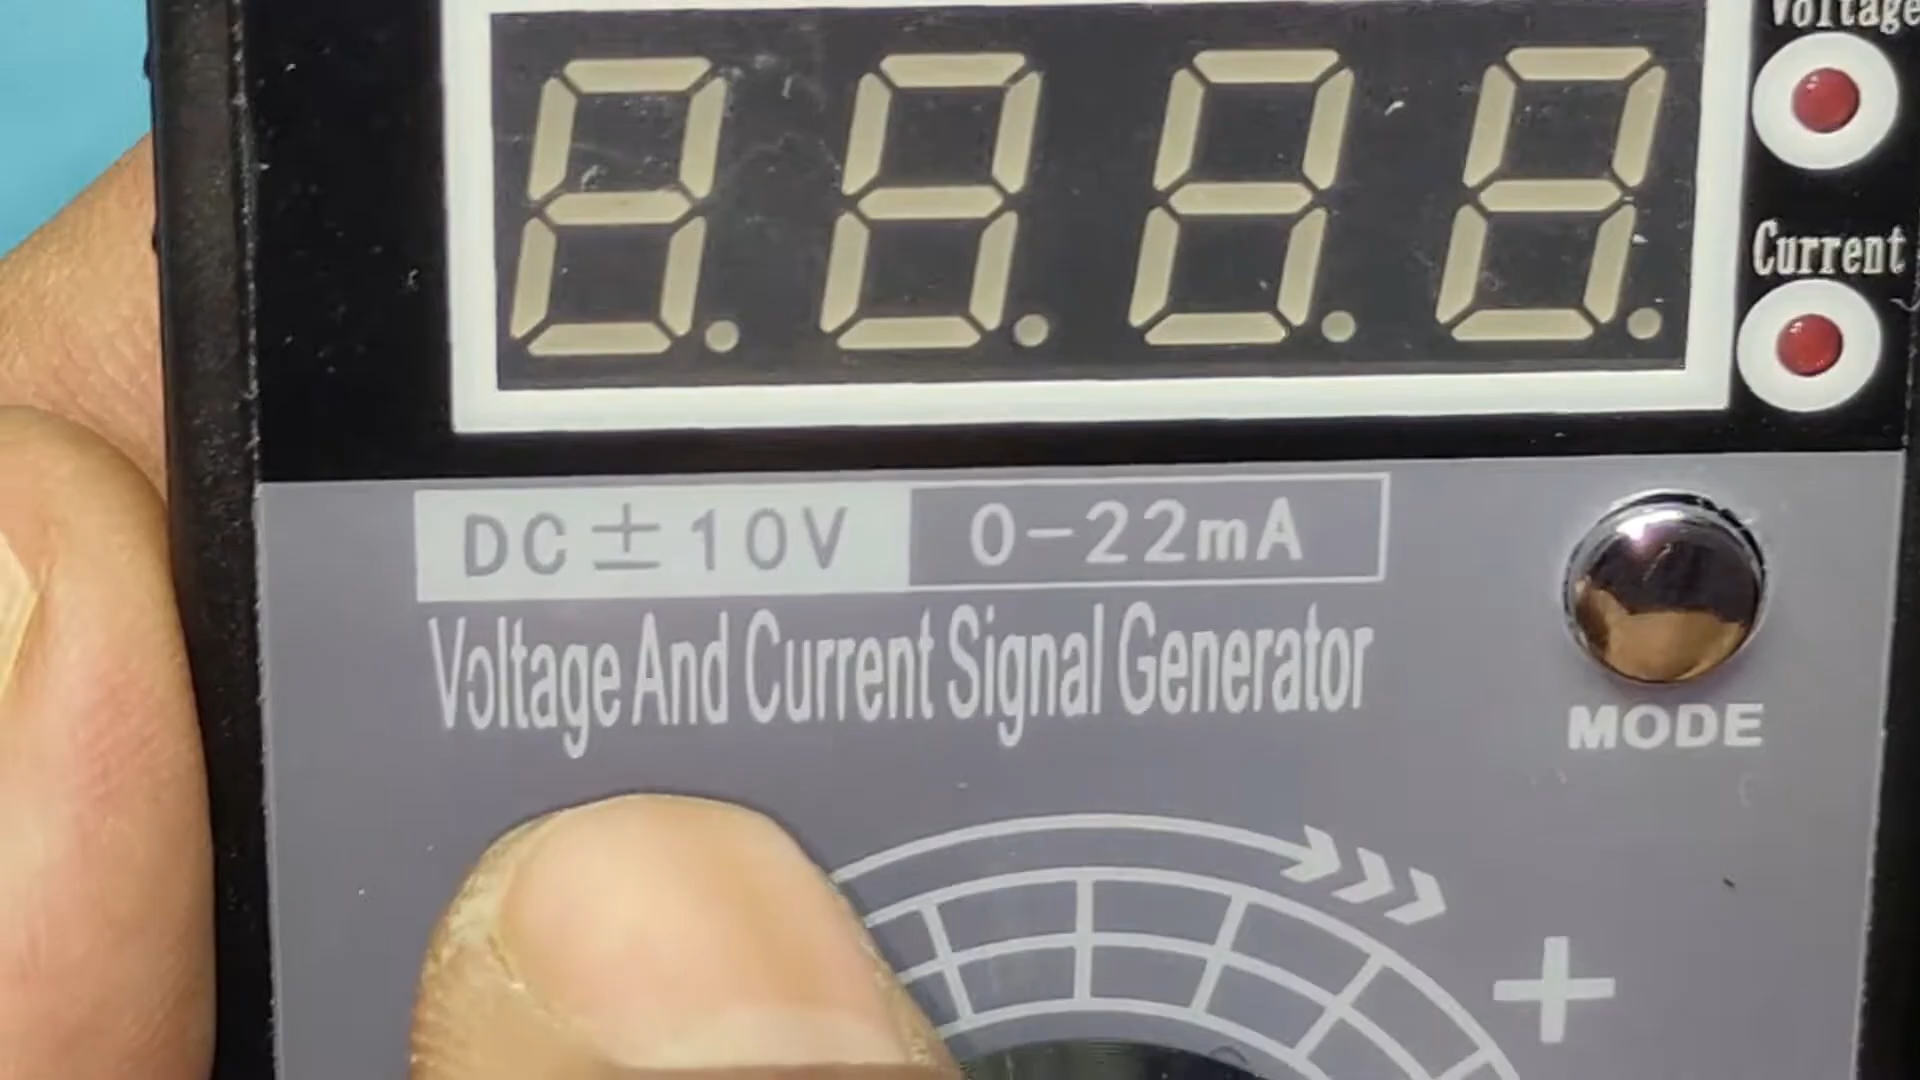 Voltage
Current
DC±10V 0-22mA
Voltage And Current Signal Generator
MODE
+